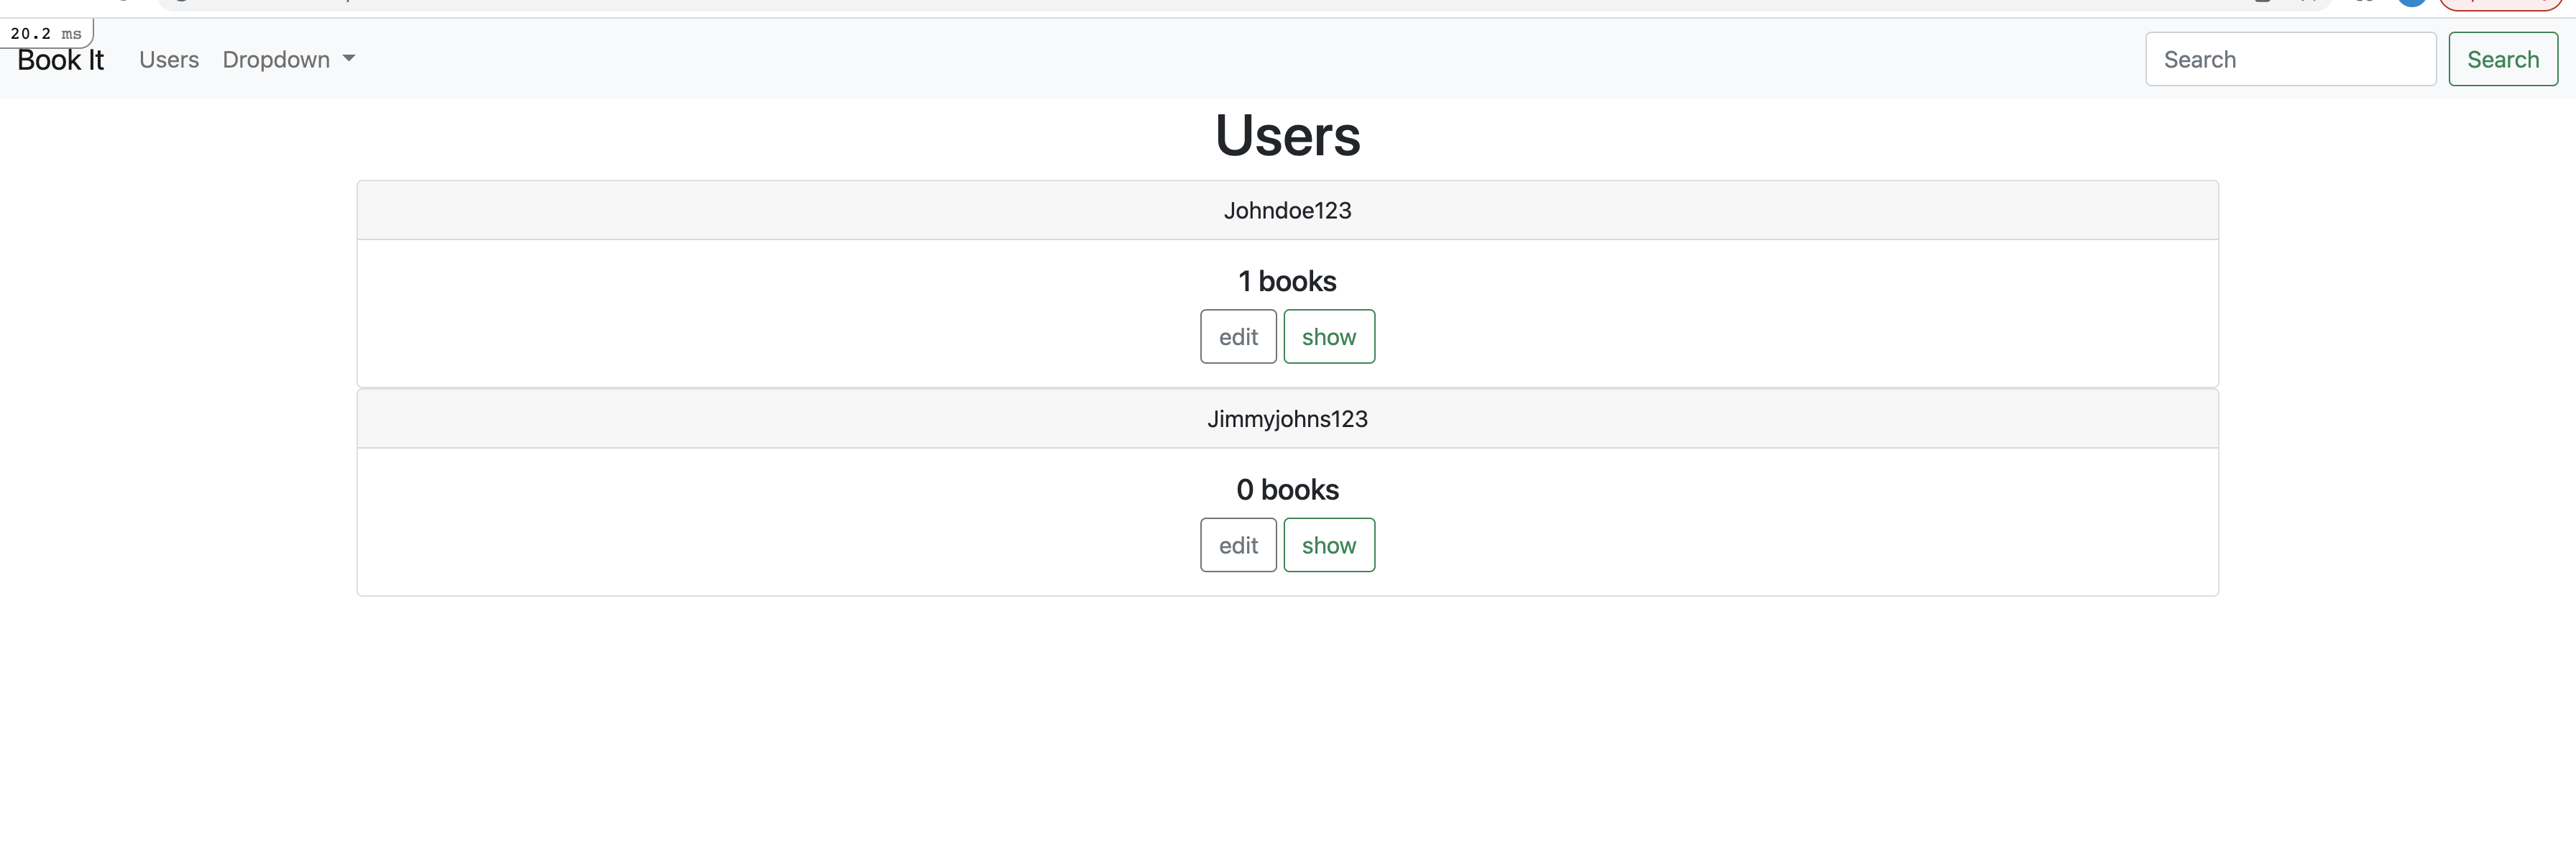 20.2 ms
Book It Users Dropdown Search Search
Users
Johndoe123
1 books
edit show
Jimmyjohns123
0 books
edit show